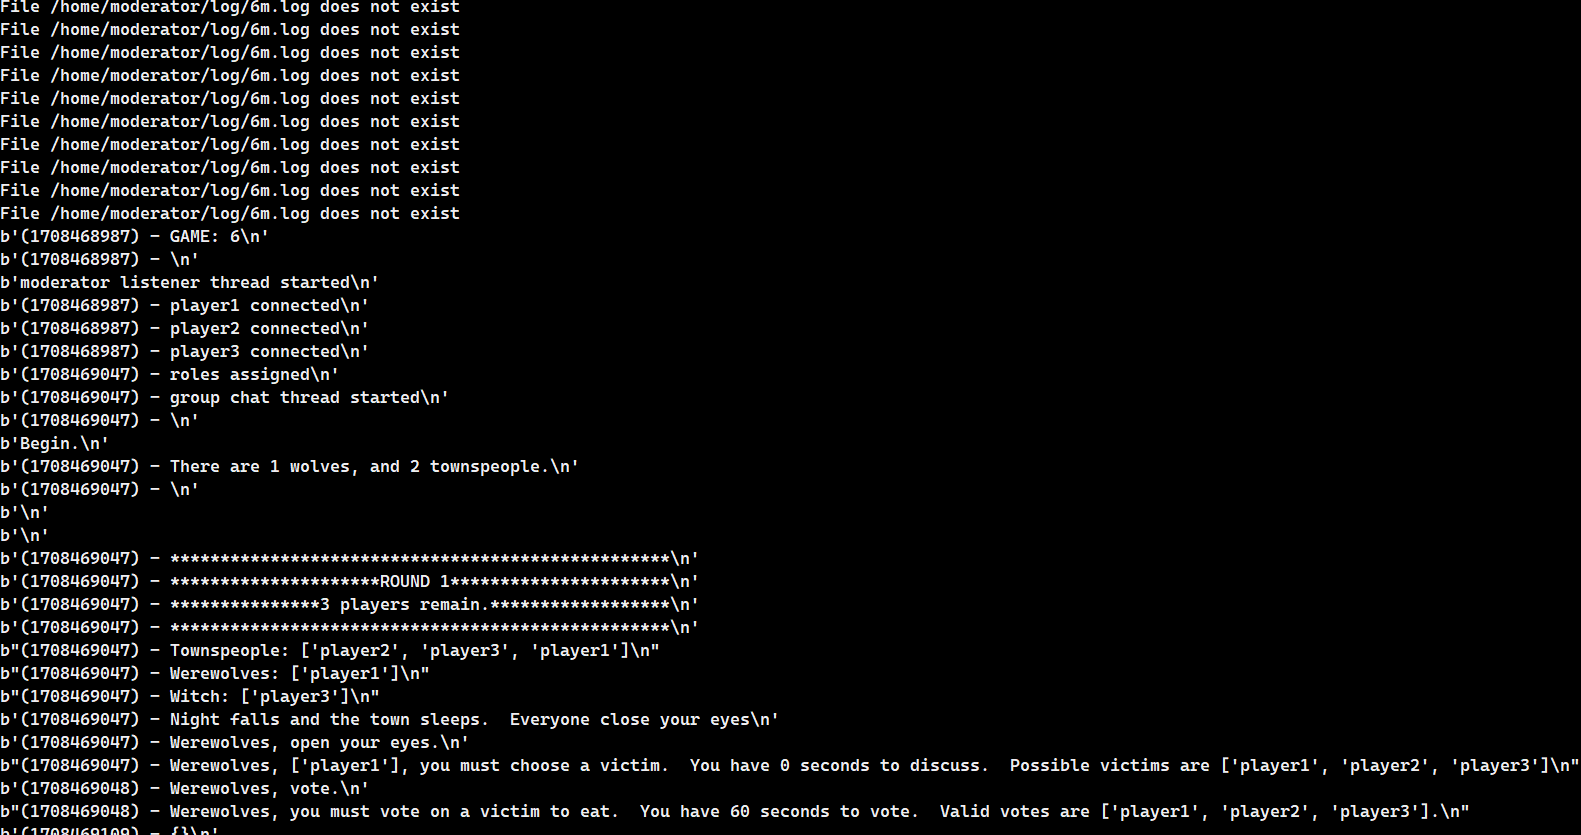 File /home/moderator/log/6m.log does not exist
File /home/moderator/log/6m.log does not exist
File /home/moderator/log/6m.log does not exist
File /home/moderator/log/6m.log does not exist
File /home/moderator/log/6m.log does not exist
File /home/moderator/log/6m.log does not exist
File /home/moderator/log/6m.log does not exist
File /home/moderator/log/6m.log does not exist
File /home/moderator/log/6m.log does not exist
File /home/moderator/log/6m.log does not exist
b'(1708468987) - GAME: 6\n'
b'(1708468987) - \n'
b'moderator listener thread started\n'
b'(1708468987) - player1 connected\n'
b'(1708468987) - player2 connected\n'
b'(1708468987) - player3 connected\n'
b'(1708469047) - roles assigned\n'
b'(1708469047) - group chat thread started\n'
b'(1708469047) - \n'
b'Begin.\n'
b'(1708469047) - There are 1 wolves, and 2 townspeople.\n'
b'(1708469047) - \n'
b'\n'
b'\n'
b'(1708469047) - **************************************************\n'
b'(1708469047) - *********************ROUND 1**********************\n'
b'(1708469047) - ***************3 players remain.******************\n'
b'(1708469047) - **************************************************\n'
b"(1708469047) - Townspeople: ['player2', 'player3', 'player1']\n"
b"(1708469047) - Werewolves: ['player1']\n"
b"(1708469047) - Witch: ['player3']\n"
b'(1708469047) - Night falls and the town sleeps.  Everyone close your eyes\n'
b'(1708469047) - Werewolves, open your eyes.\n'
b"(1708469047) - Werewolves, ['player1'], you must choose a victim.  You have 0 seconds to discuss.  Possible victims are ['player1', 'player2', 'player3']\n"
b'(1708469048) - Werewolves, vote.\n'
b"(1708469048) - Werewolves, you must vote on a victim to eat.  You have 60 seconds to vote.  Valid votes are ['player1', 'player2', 'player3'].\n"
b'(1708469109) - {}\n'